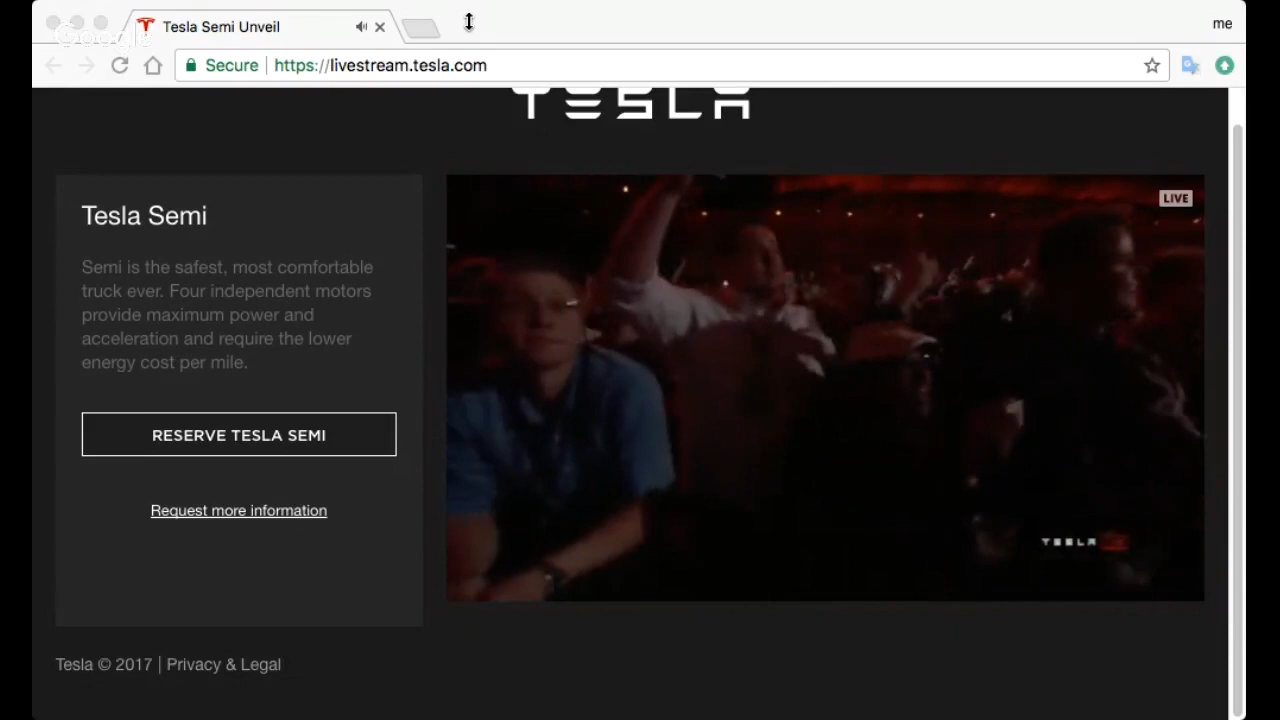 Tesla Semi Unveil
me
Google
Secure
https://livestream.tesla.com
TESLA
Tesla Semi
LIVE
Semi is the safest, most comfortable
truck ever. Four independent motors
provide maximum power and
acceleration and require the lower
energy cost per mile.
RESERVE TESLA SEMI
Request more information
TESLA
Tesla © 2017 | Privacy & Legal